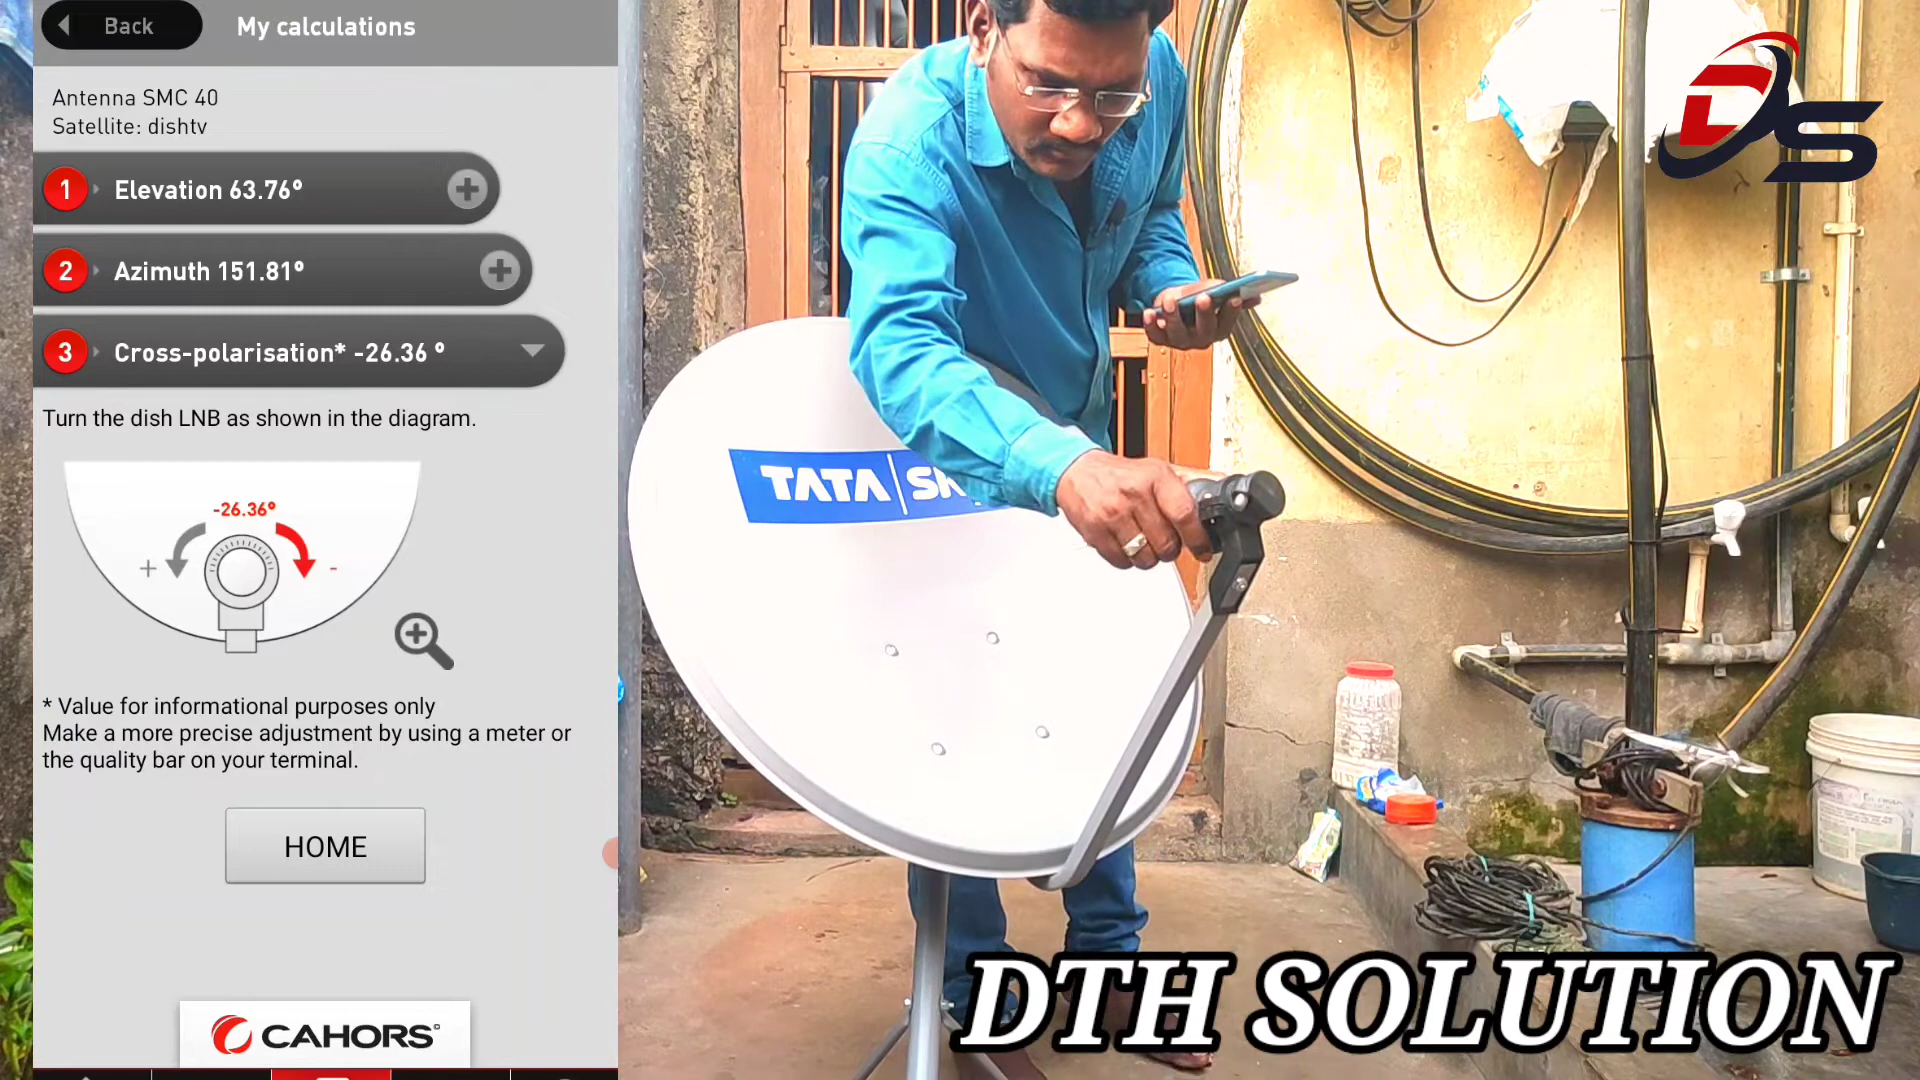 Back
My calculations
Antenna SMC 40
Satellite: dishtv
1 Elevation 63.76°
2 Azimuth 151.81°
3 Cross-polarisation* -26.36 °
Turn the dish LNB as shown in the diagram.
-26.36°
+ -
* Value for informational purposes only
Make a more precise adjustment by using a meter or
the quality bar on your terminal.
HOME
CAHORS
TATA
DS
DTH SOLUTION